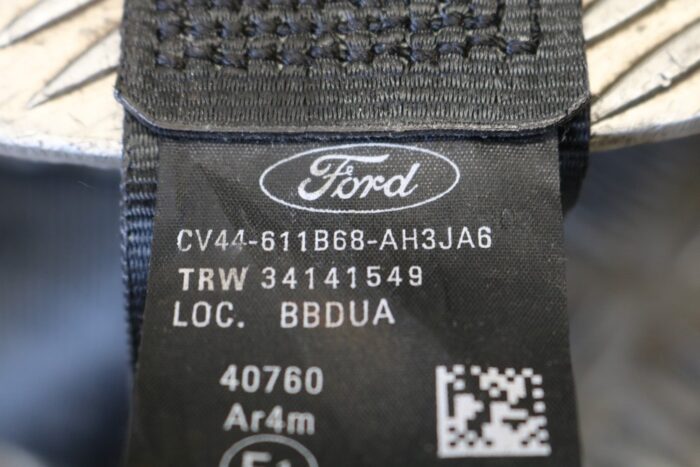 Ford
CV44-611B68-AH3JA6
TRW 34141549
LOC. BBDUA
40760
Ar4m